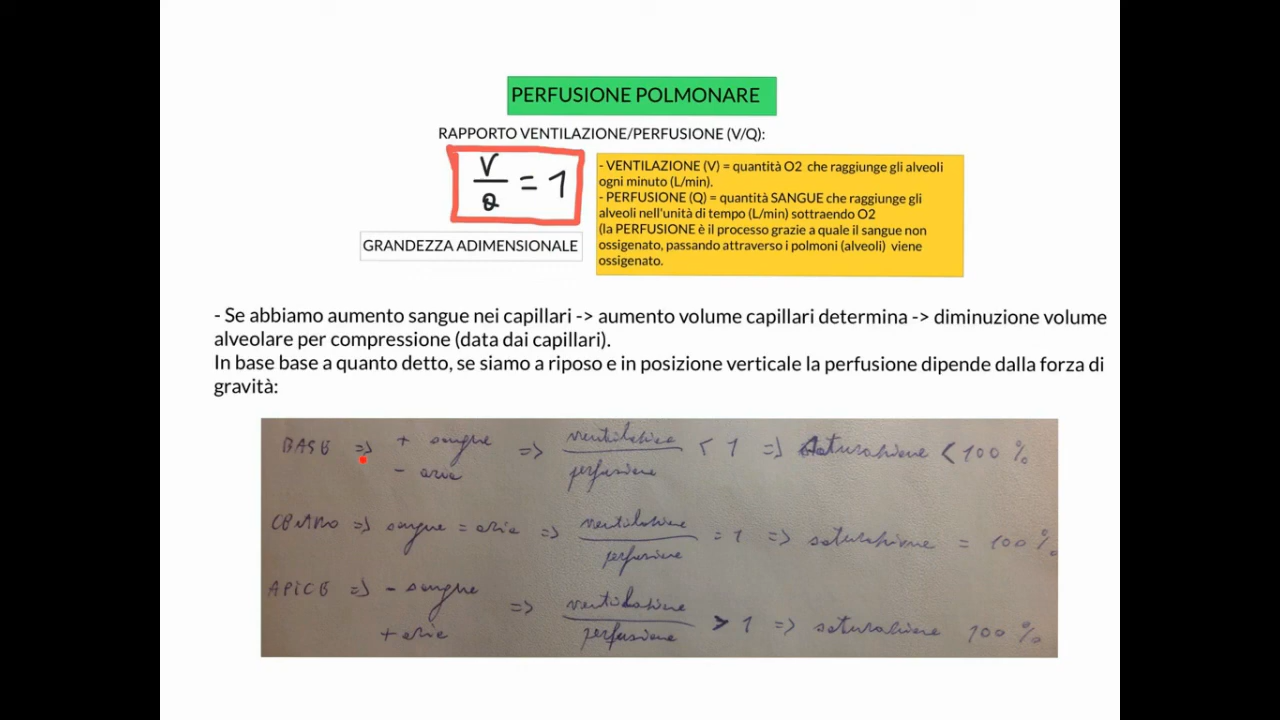 PERFUSIONE POLMONARE
RAPPORTO VENTILAZIONE/PERFUSIONE (V/Q):
V/Q = 1
GRANDEZZA ADIMENSIONALE
- VENTILAZIONE (V) = quantità O2 che raggiunge gli alveoli
ogni minuto (L/min).
- PERFUSIONE (Q) = quantità SANGUE che raggiunge gli
alveoli nell'unità di tempo (L/min) sottraendo O2
(la PERFUSIONE è il processo grazie a quale il sangue non
ossigenato, passando attraverso i polmoni (alveoli) viene
ossigenato.
- Se abbiamo aumento sangue nei capillari -> aumento volume capillari determina -> diminuzione volume
alveolare per compressione (data dai capillari).
In base base a quanto detto, se siamo a riposo e in posizione verticale la perfusione dipende dalla forza di
gravità:
BASE => + sangue - aria => ventilazione/perfusione < 1 => saturazione < 100 %
CENTRO => sangue = aria => ventilazione/perfusione = 1 => saturazione = 100 %
APICE => - sangue + aria => ventilazione/perfusione > 1 => saturazione 100 %